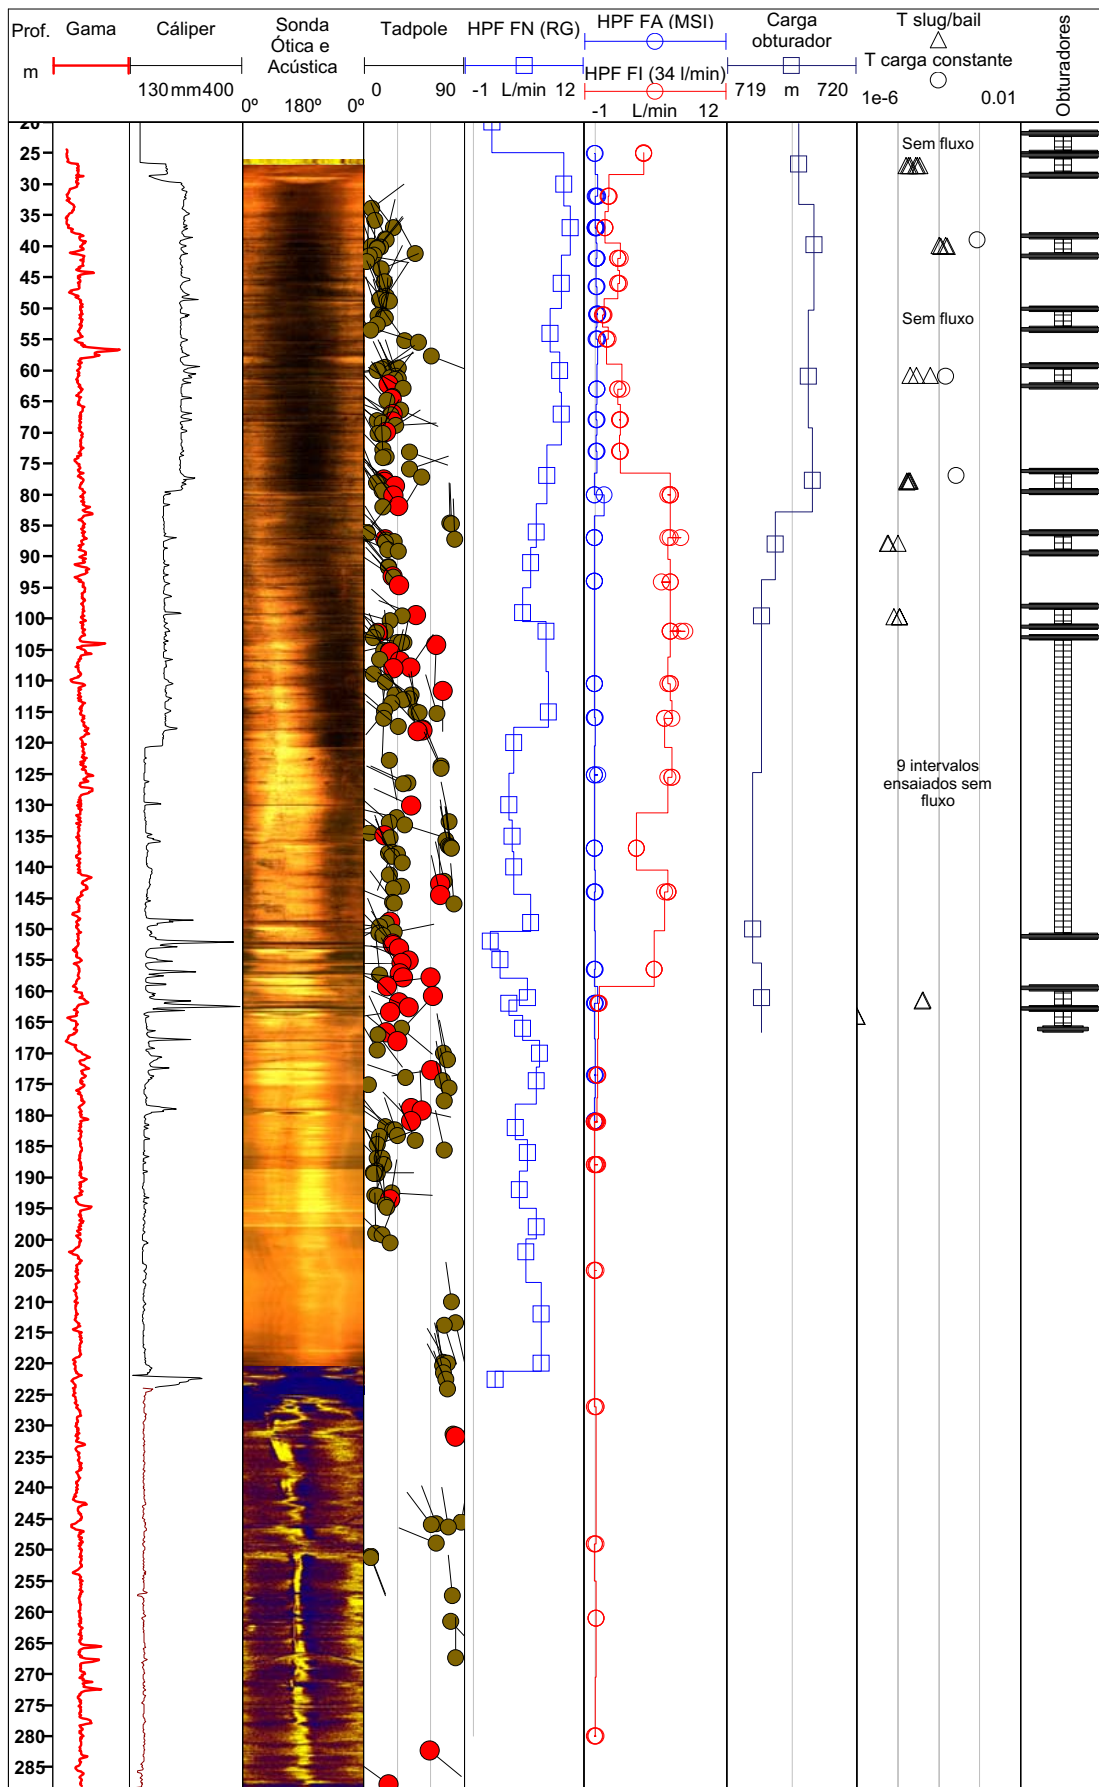 Prof.
m
Gama
Cáliper
130 mm 400
Sonda
Ótica e
Acústica
0º 180º 0º
Tadpole
0 90
HPF FN (RG)
-1 L/min 12
HPF FA (MSI)
HPF FI (34 l/min)
-1 L/min 12
Carga
obturador
719 m 720
T slug/bail
T carga constante
1e-6 0.01
Obturadores
20
25
30
35
40
45
50
55
60
65
70
75
80
85
90
95
100
105
110
115
120
125
130
135
140
145
150
155
160
165
170
175
180
185
190
195
200
205
210
215
220
225
230
235
240
245
250
255
260
265
270
275
280
285
Sem fluxo
Sem fluxo
9 intervalos
ensaiados sem
fluxo